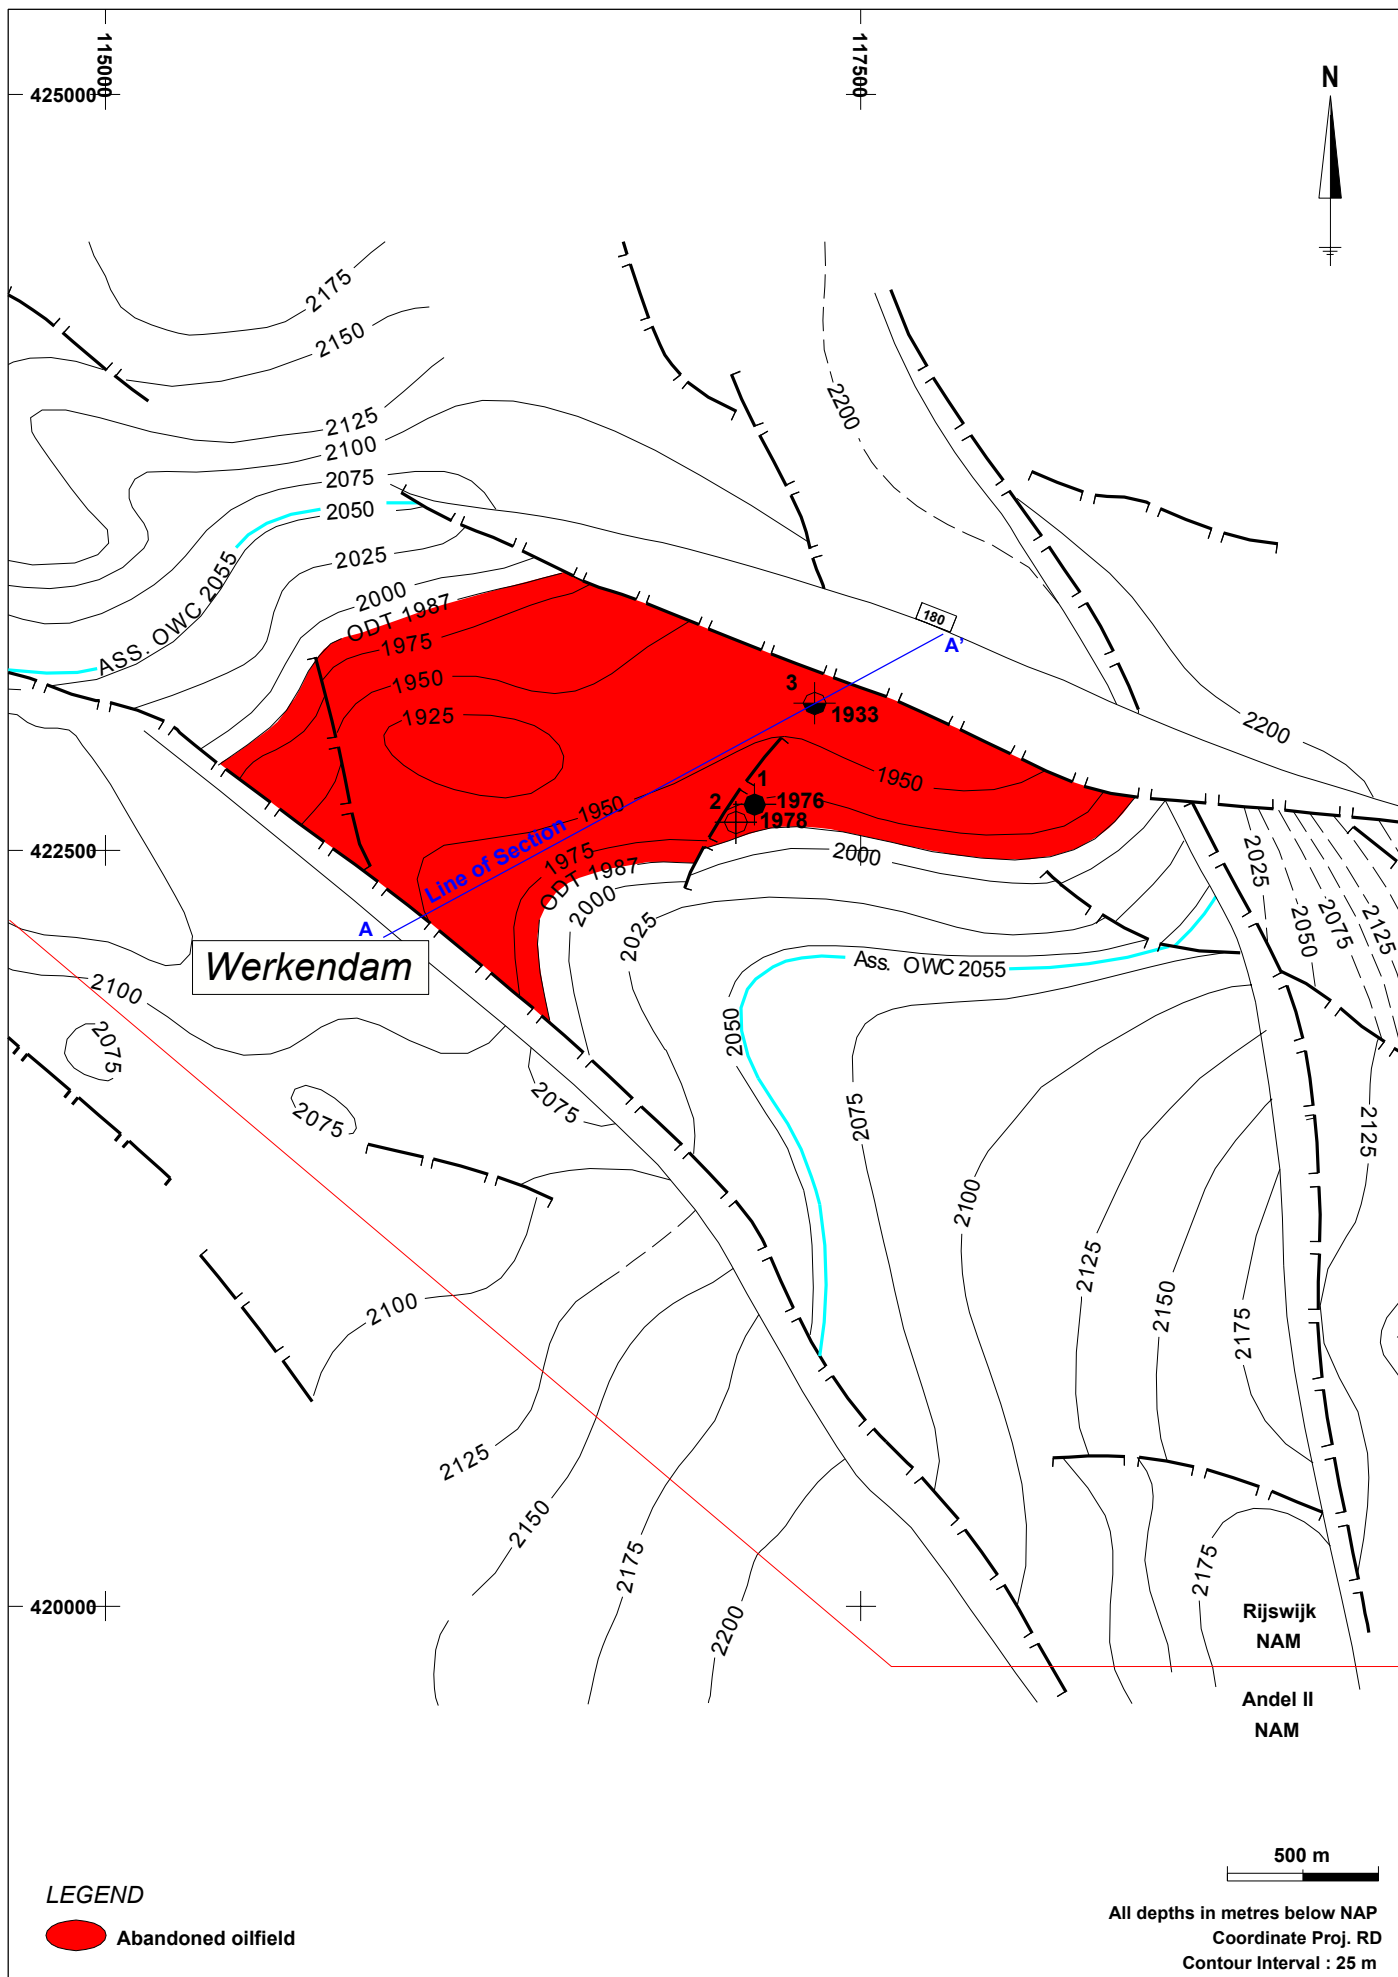 115000
117500
425000
N
2175
2150
2200
2125
2100
2075
2050
2025
2000
ASS. OWC 2055
ODT 1987
1975
1950
1925
180
A'
3
1933
2200
1950
1
1976
2
1978
1950
Line of Section
1975
ODT 1987
2000
2000
2025
422500
A
Werkendam
2025
2050
2075
2125
Ass. OWC 2055
2050
2100
2075
2075
2075
2075
2125
2100
2125
2150
2175
2100
2125
2150
2175
2200
2175
420000
Rijswijk
NAM
Andel II
NAM
500 m
LEGEND
Abandoned oilfield
All depths in metres below NAP
Coordinate Proj. RD
Contour Interval : 25 m